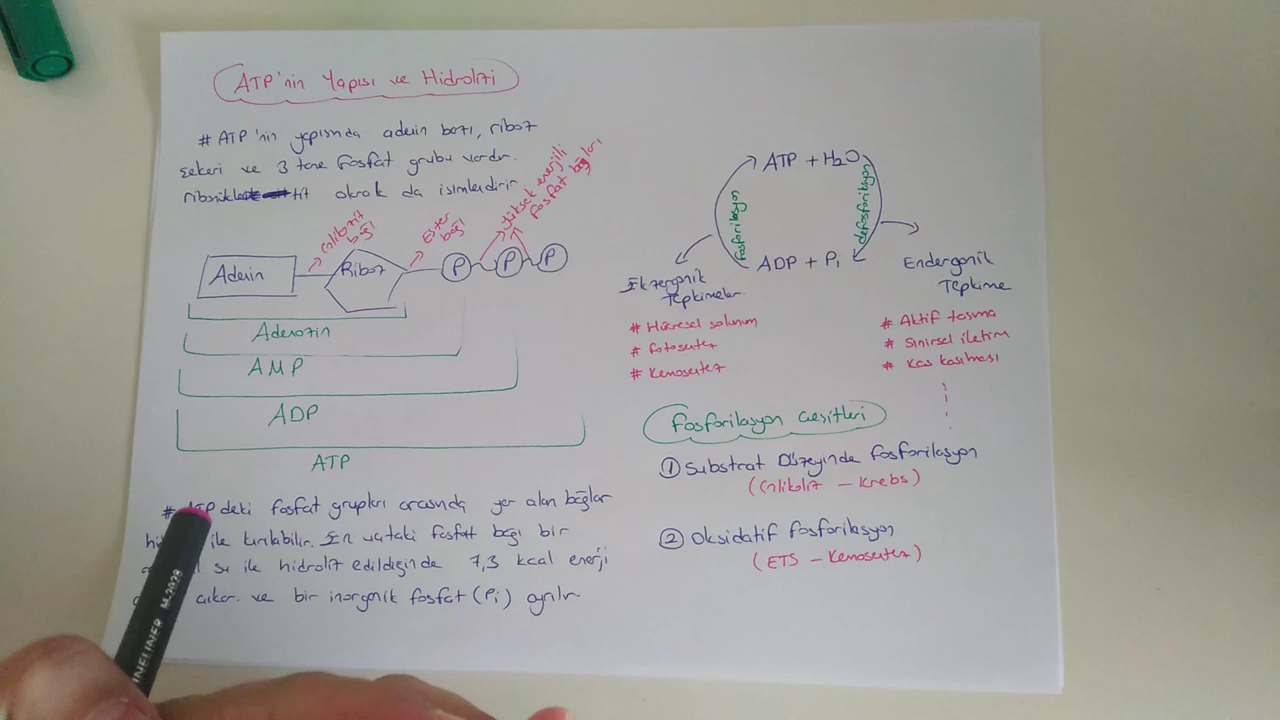 ATP'nin Yapısı ve Hidrolizi
# ATP'nin yapısında adenin bazı, riboz
şekeri ve 3 tane fosfat grubu vardır.
olarak da isimlendirilir
Glikozit bağı
Ester bağı
Yüksek enerjili fosfat bağları
Adenin
Riboz
P
P
P
Adenozin
AMP
ADP
ATP
# ATP deki fosfat grupları arasında yer alan bağlar
ile kırılabilir. En uçtaki fosfat bağı bir
su ile hidroliz edildiğinde 7,3 kcal enerji
çıkar. ve bir inorganik fosfat (Pi) ayrılır.
ATP + H2O
fosforilasyon
defosforilasyon
ADP + Pi
Ekzergonik
Tepkimeler
# Hücresel solunum
# Fotosentez
# Kemosentez
Endergonik
Tepkime
# Aktif taşıma
# Sinirsel iletim
# Kas kasılması
Fosforilasyon Çeşitleri
1 Substrat Düzeyinde fosforilasyon
(Glikoliz - Krebs)
2 Oksidatif fosforilasyon
(ETS - Kemosentez)
FINELINER M-2023